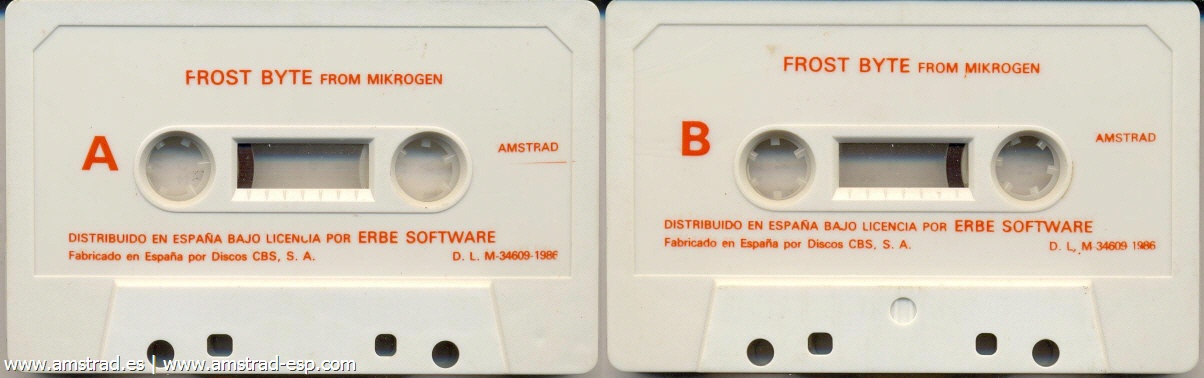 FROST BYTE FROM MIKROGEN
A
AMSTRAD
DISTRIBUIDO EN ESPAÑA BAJO LICENCIA POR ERBE SOFTWARE
Fabricado en España por Discos CBS, S. A. D. L. M-34609-1986
FROST BYTE FROM MIKROGEN
B
AMSTRAD
DISTRIBUIDO EN ESPAÑA BAJO LICENCIA POR ERBE SOFTWARE
Fabricado en España por Discos CBS, S. A. D. L. M-34609-1986
www.amstrad.es | www.amstrad-esp.com